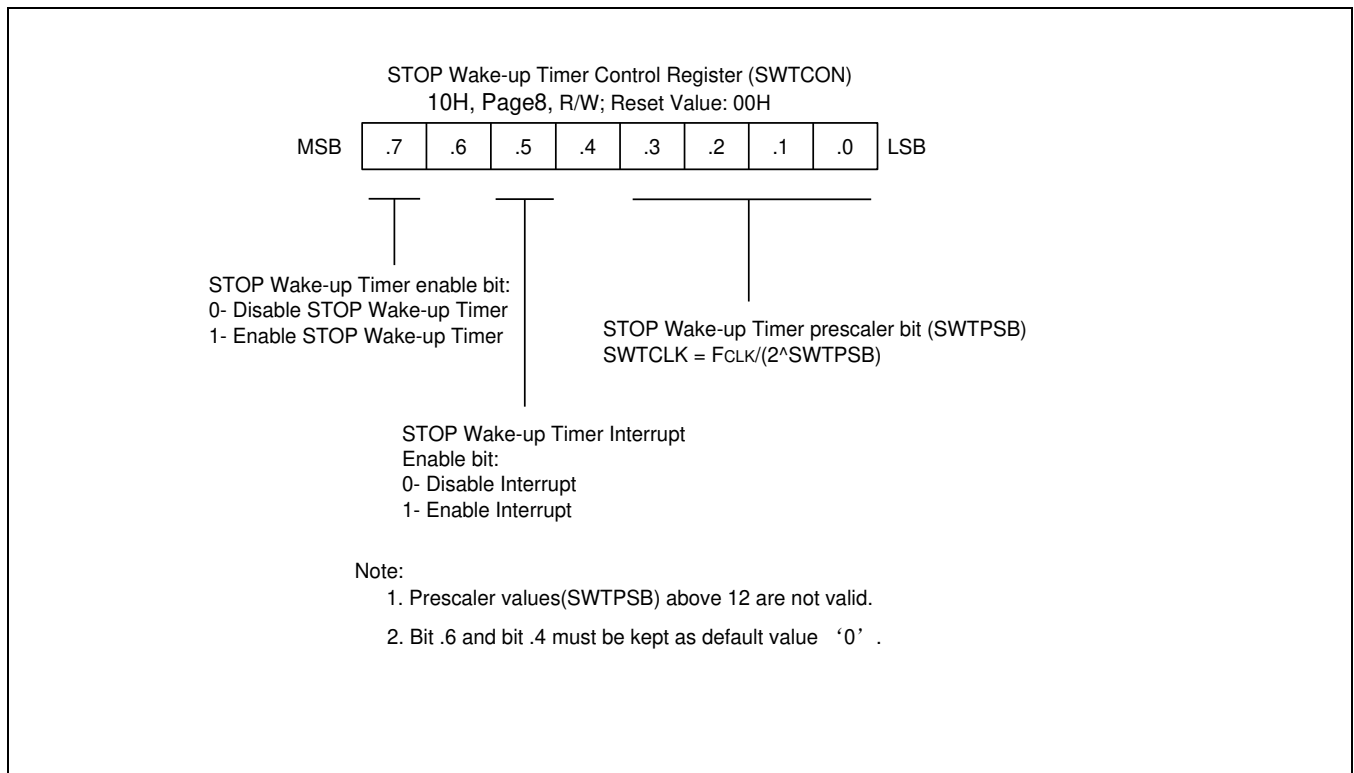 STOP Wake-up Timer Control Register (SWTCON)
10H, Page8, R/W; Reset Value: 00H
MSB .7 .6 .5 .4 .3 .2 .1 .0 LSB
STOP Wake-up Timer enable bit:
0- Disable STOP Wake-up Timer
1- Enable STOP Wake-up Timer
STOP Wake-up Timer prescaler bit (SWTPSB)
SWTCLK = FCLK/(2^SWTPSB)
STOP Wake-up Timer Interrupt
Enable bit:
0- Disable Interrupt
1- Enable Interrupt
Note:
1. Prescaler values(SWTPSB) above 12 are not valid.
2. Bit .6 and bit .4 must be kept as default value ‘0’ .